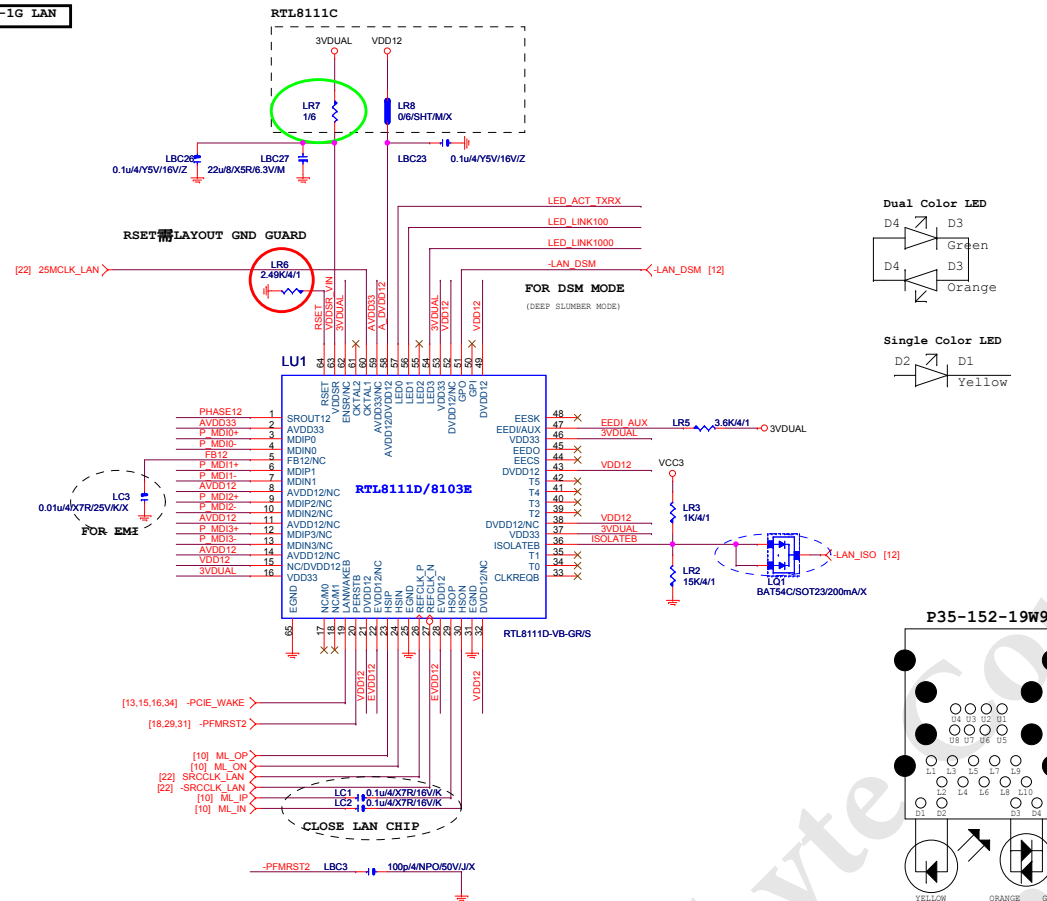 -1G LAN
RTL8111C
3VDUAL
VDD12
LR7
1/6
LR8
0/6/SHT/M/X
LBC26
0.1u/4/Y5V/16V/Z
LBC27
22u/8/X5R/6.3V/M
LBC23
0.1u/4/Y5V/16V/Z
LED_ACT_TXRX
LED_LINK100
LED_LINK1000
-LAN_DSM
-LAN_DSM [12]
FOR DSM MODE
(DEEP SLUMBER MODE)
RSET需LAYOUT GND GUARD
[22] 25MCLK_LAN
LR6
2.49K/4/1
Dual Color LED
D4 D3
Green
D4 D3
Orange
Single Color LED
D2 D1
Yellow
RSET
VDDSR_VIN
3VDUAL
AVDD33
A_DVDD12
3VDUAL
VDD12
VDD12
LU1
64 63 62 61 60 59 58 57 56 55 54 53 52 51 50 49
RSET
VDDSR
ENSR/NC
CKTAL2
CKTAL1
AVDD33/NC
AVDD12/DVDD12
LED0
LED1
LED2
LED3
VDD33
DVDD12/NC
GPO
GPI
DVDD12
PHASE12 1 SROUT12
AVDD33 2 AVDD33
P_MDI0+ 3 MDIP0
P_MDI0- 4 MDIN0
FB12 5 FB12/NC
P_MDI1+ 6 MDIP1
P_MDI1- 7 MDIN1
AVDD12 8 AVDD12/NC
P_MDI2+ 9 MDIP2/NC
P_MDI2- 10 MDIN2/NC
AVDD12 11 AVDD12/NC
P_MDI3+ 12 MDIP3/NC
P_MDI3- 13 MDIN3/NC
AVDD12 14 AVDD12/NC
VDD12 15 NC/DVDD12
3VDUAL 16 VDD33
RTL8111D/8103E
EESK 48
EEDI/AUX 47 EEDI_AUX
VDD33 46 3VDUAL
EEDO 45
EECS 44
DVDD12 43 VDD12
T5 42
T4 41
T3 40
T2 39
DVDD12/NC 38 VDD12
VDD33 37 3VDUAL
ISOLATEB 36 ISOLATEB
T1 35
T0 34
CLKREQB 33
LR5 3.6K/4/1 3VDUAL
VCC3
LR3
1K/4/1
LR2
15K/4/1
LQ1
BAT54C/SOT23/200mA/X
-LAN_ISO [12]
LC3
0.01u/4/X7R/25V/K/X
FOR EMI
EGND
NC/M0
NC/M1
LANWAKEB
PERSTB
DVDD12
EVDD12/NC
HSIP
HSIN
EGND
REFCLK_P
REFCLK_N
EVDD12
HSOP
HSON
EGND
DVDD12/NC
65 17 18 19 20 21 22 23 24 25 26 27 28 29 30 31 32
RTL8111D-VB-GR/S
VDD12
EVDD12
EVDD12
VDD12
[13,15,16,34] -PCIE_WAKE
[18,29,31] -PFMRST2
[10] ML_OP
[10] ML_ON
[22] SRCCLK_LAN
[22] -SRCCLK_LAN
[10] ML_IP
[10] ML_IN
LC1 0.1u/4/X7R/16V/K
LC2 0.1u/4/X7R/16V/K
CLOSE LAN CHIP
-PFMRST2 LBC3 100p/4/NPO/50V/J/X
P35-152-19W9
U4 U3 U2 U1
U8 U7 U6 U5
L1 L3 L5 L7 L9
L2 L4 L6 L8 L10
D1 D2 D3 D4
YELLOW ORANGE G
yte Co